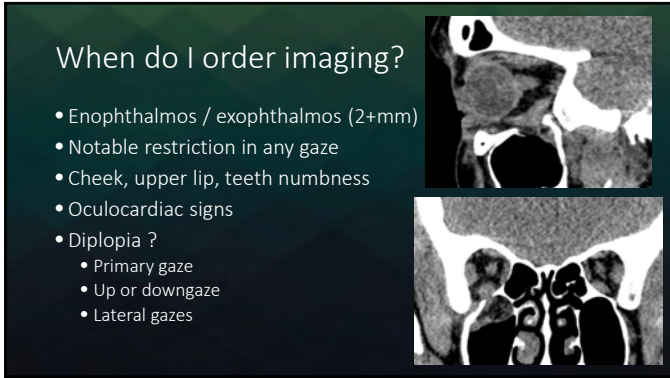 When do I order imaging?
• Enophthalmos / exophthalmos (2+mm)
• Notable restriction in any gaze
• Cheek, upper lip, teeth numbness
• Oculocardiac signs
• Diplopia ?
• Primary gaze
• Up or downgaze
• Lateral gazes